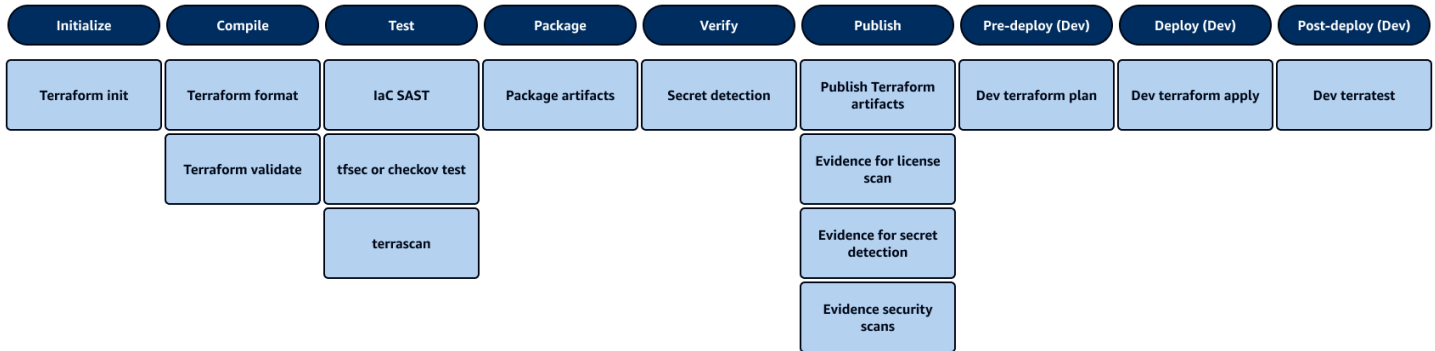 Initialize
Compile
Test
Package
Verify
Publish
Pre-deploy (Dev)
Deploy (Dev)
Post-deploy (Dev)
Terraform init
Terraform format
IaC SAST
Package artifacts
Secret detection
Publish Terraform
artifacts
Dev terraform plan
Dev terraform apply
Dev terratest
Terraform validate
tfsec or checkov test
Evidence for license
scan
terrascan
Evidence for secret
detection
Evidence security
scans